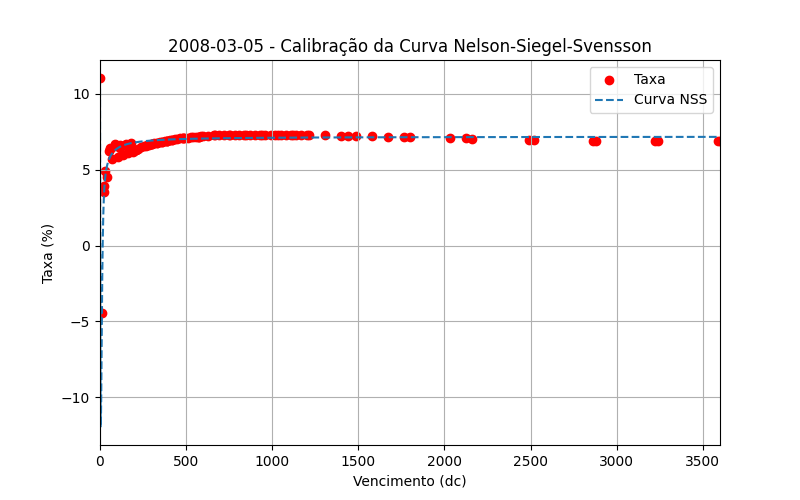 2008-03-05 - Calibração da Curva Nelson-Siegel-Svensson
Taxa
Curva NSS
Taxa (%)
10
5
0
−5
−10
0 500 1000 1500 2000 2500 3000 3500
Vencimento (dc)